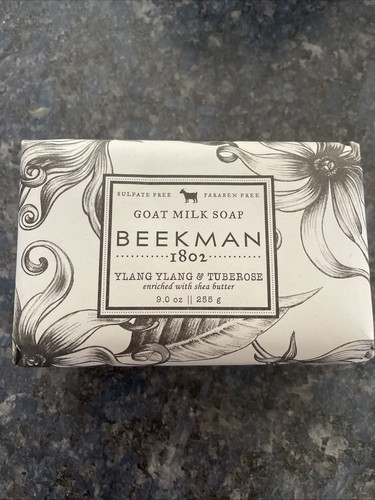 SULFATE FREE PARABEN FREE
GOAT MILK SOAP
BEEKMAN
1802
YLANG YLANG & TUBEROSE
enriched with shea butter
9.0 oz || 255 g